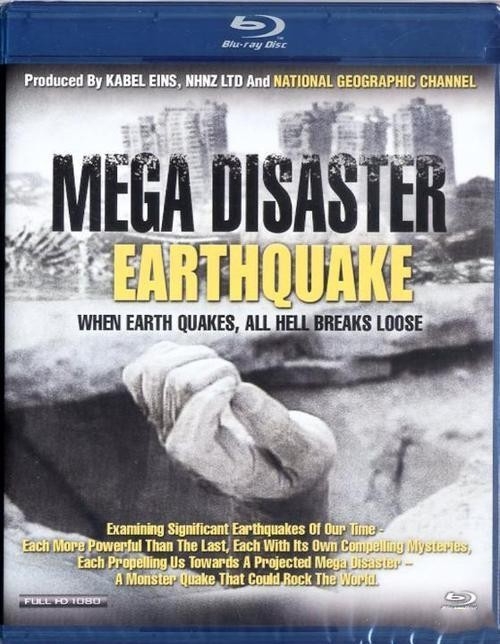 Blu-ray Disc
Produced By KABEL EINS, NHNZ LTD And NATIONAL GEOGRAPHIC CHANNEL
MEGA DISASTER
EARTHQUAKE
WHEN EARTH QUAKES, ALL HELL BREAKS LOOSE
Examining Significant Earthquakes Of Our Time -
Each More Powerful Than The Last, Each With Its Own Compelling Mysteries,
Each Propelling Us Towards A Projected Mega Disaster –
A Monster Quake That Could Rock The World.
FULL HD 1080